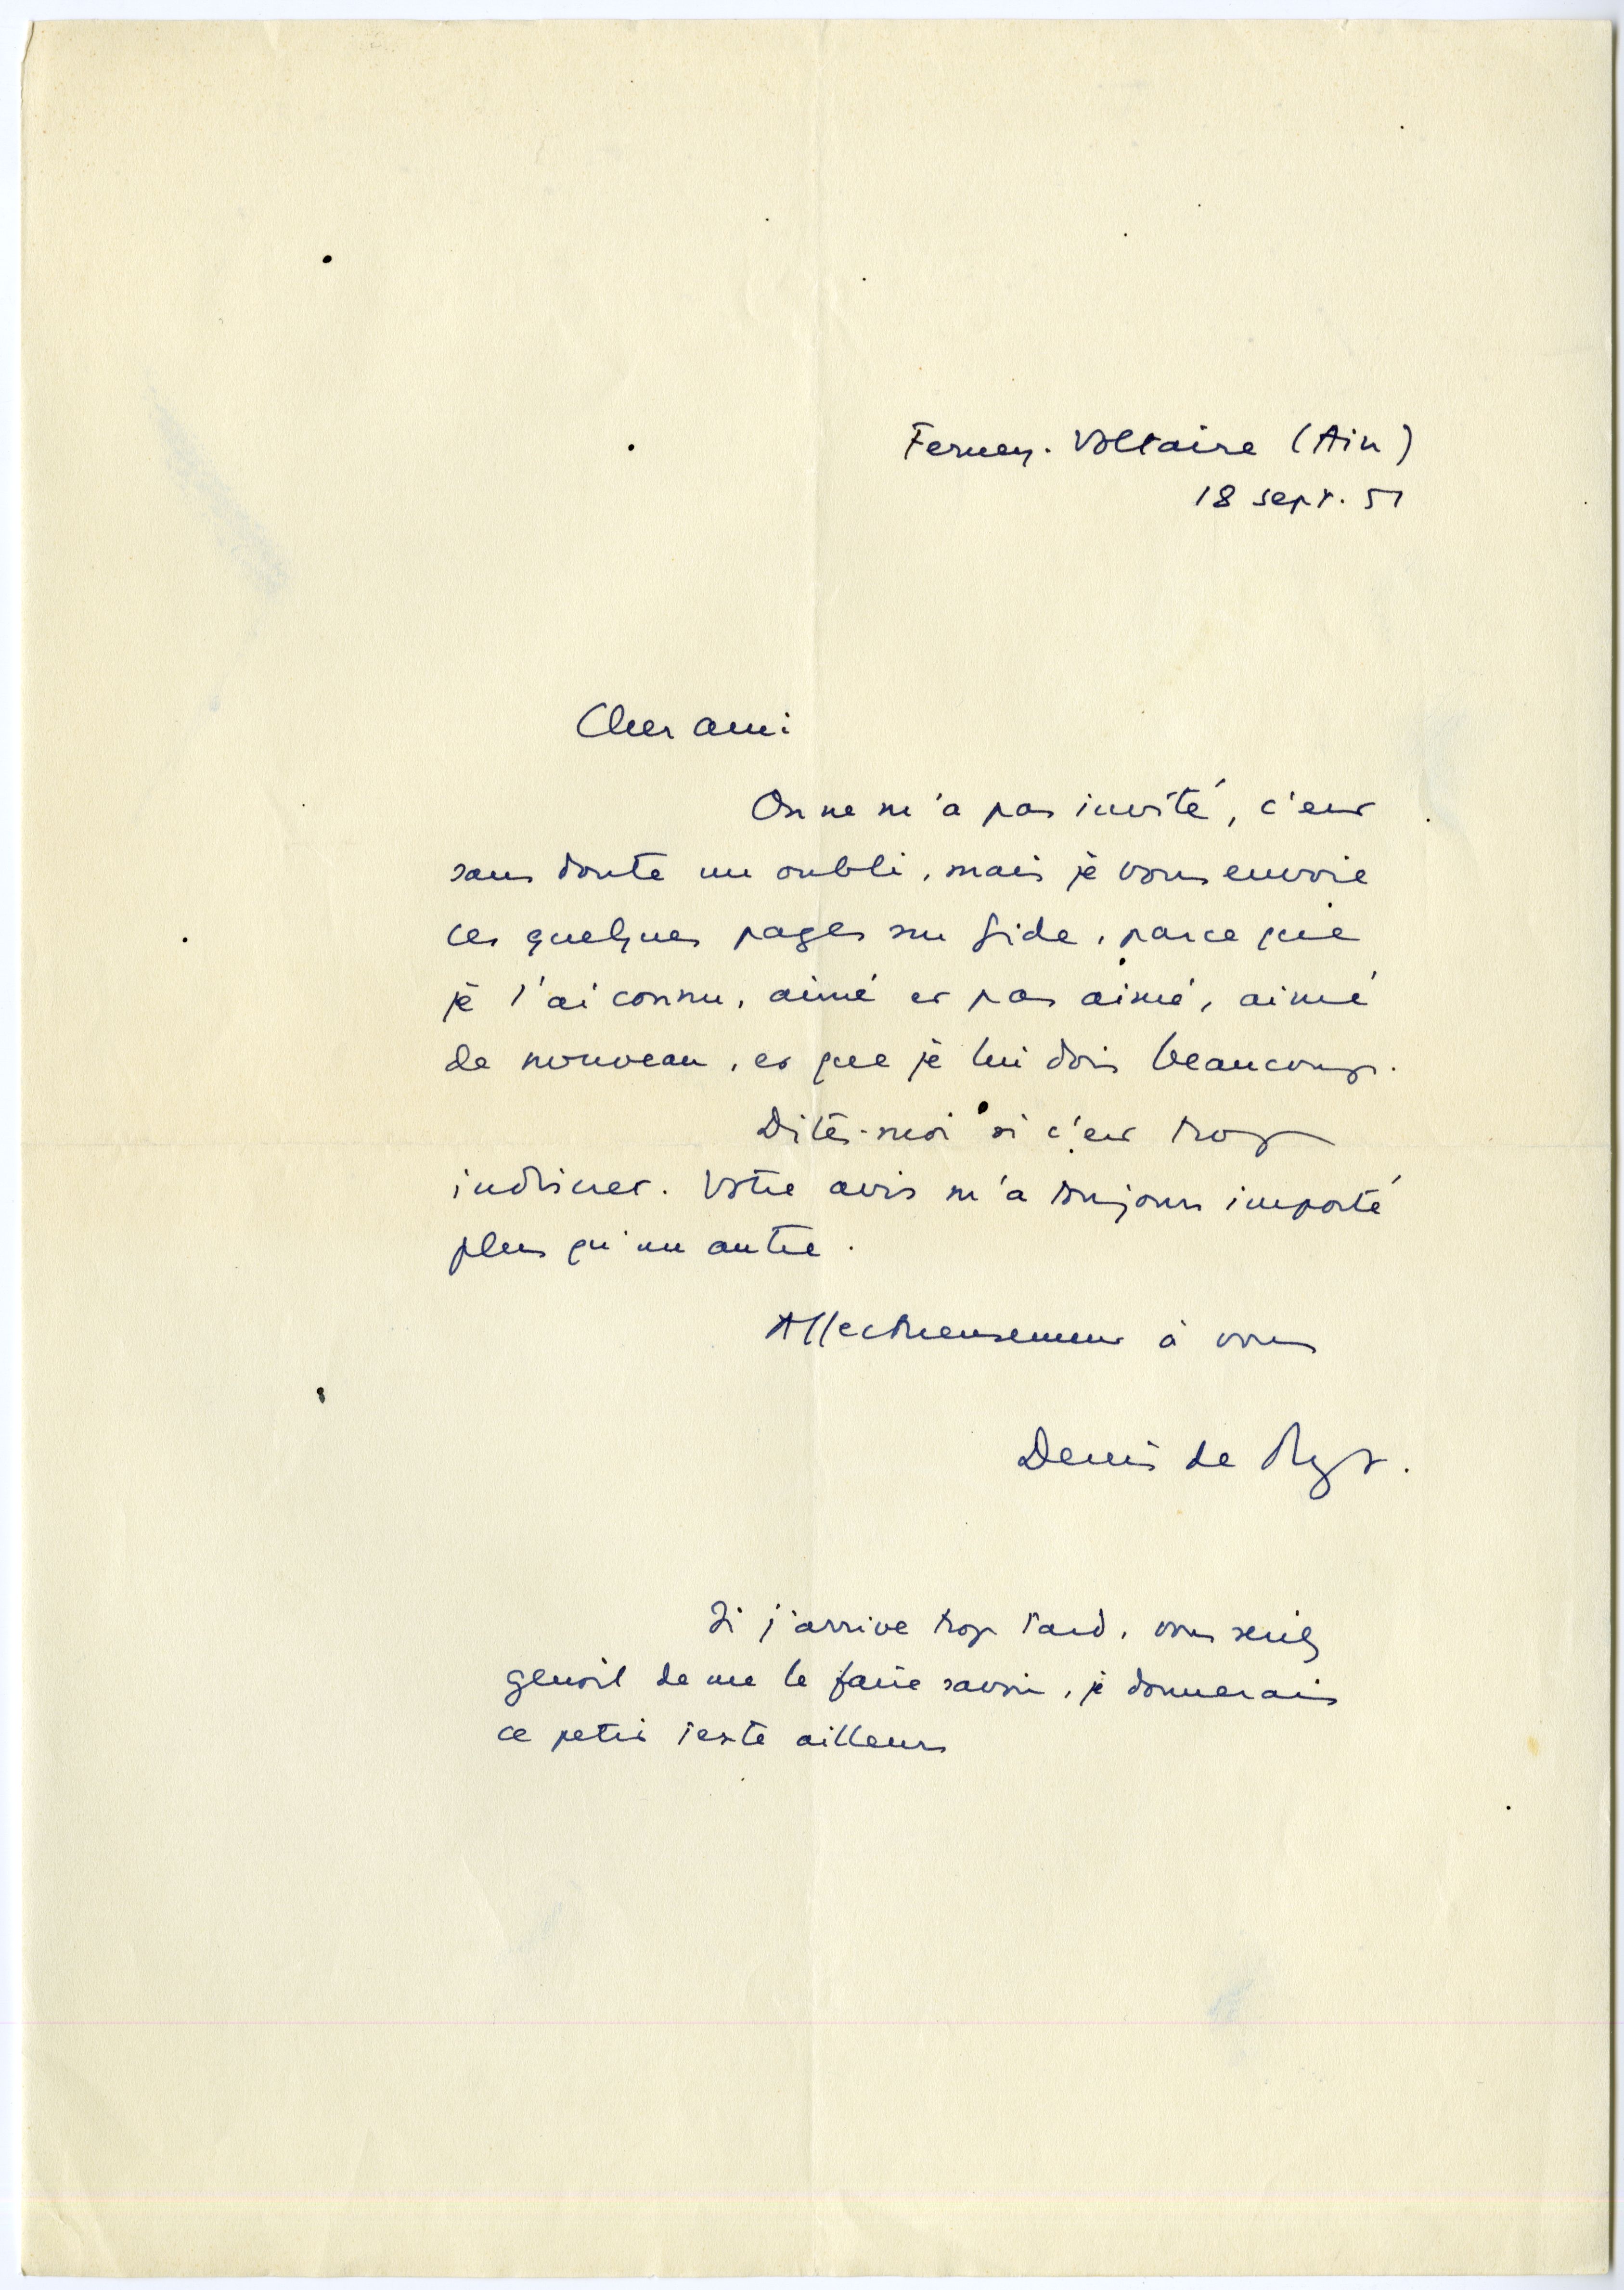 Ferney-Voltaire (Ain)
18 sept. 51
Cher ami
On ne m'a pas invité, c'est
sans doute un oubli, mais je vous envoie
ces quelques pages sur Gide, parce que
je l'ai connu, aimé et pas aimé, aimé
de nouveau, et que je lui dois beaucoup.
Dites-moi si c'est trop
indiscret. Votre avis m'a toujours importé
plus qu'un autre.
Affectueusement à vous
Denis de Rgt.
Si j'arrive trop tard, vous seriez
gentil de me le faire savoir, je donnerais
ce petit texte ailleurs